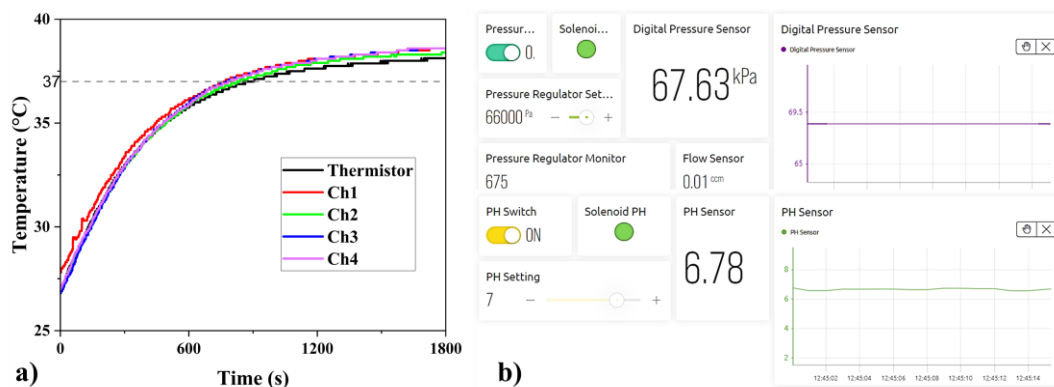 40
37
35
30
25
Temperature (°C)
Thermistor
Ch1
Ch2
Ch3
Ch4
0
600
1200
1800
Time (s)
a)
Pressur...
0.
Solenoi...
Digital Pressure Sensor
67.63 kPa
Pressure Regulator Set...
66000 Pa
− +
Pressure Regulator Monitor
675
Flow Sensor
0.01 ccm
Digital Pressure Sensor
Digital Pressure Sensor
69.5
65
PH Switch
ON
Solenoid PH
PH Sensor
6.78
PH Setting
7 − +
PH Sensor
PH Sensor
8
6
4
2
12:45:02 12:45:04 12:45:06 12:45:08 12:45:10 12:45:12 12:45:14
b)